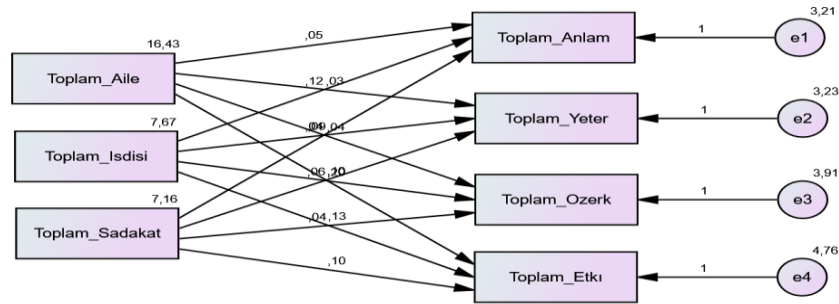 3,21
16,43
,05
Toplam_Anlam
1
e1
Toplam_Aile
,12
,03
3,23
7,67
Toplam_Yeter
1
e2
,04
Toplam_Isdisi
3,91
,06
7,16
Toplam_Ozerk
1
e3
Toplam_Sadakat
,04
,13
4,76
,10
Toplam_Etkı
1
e4